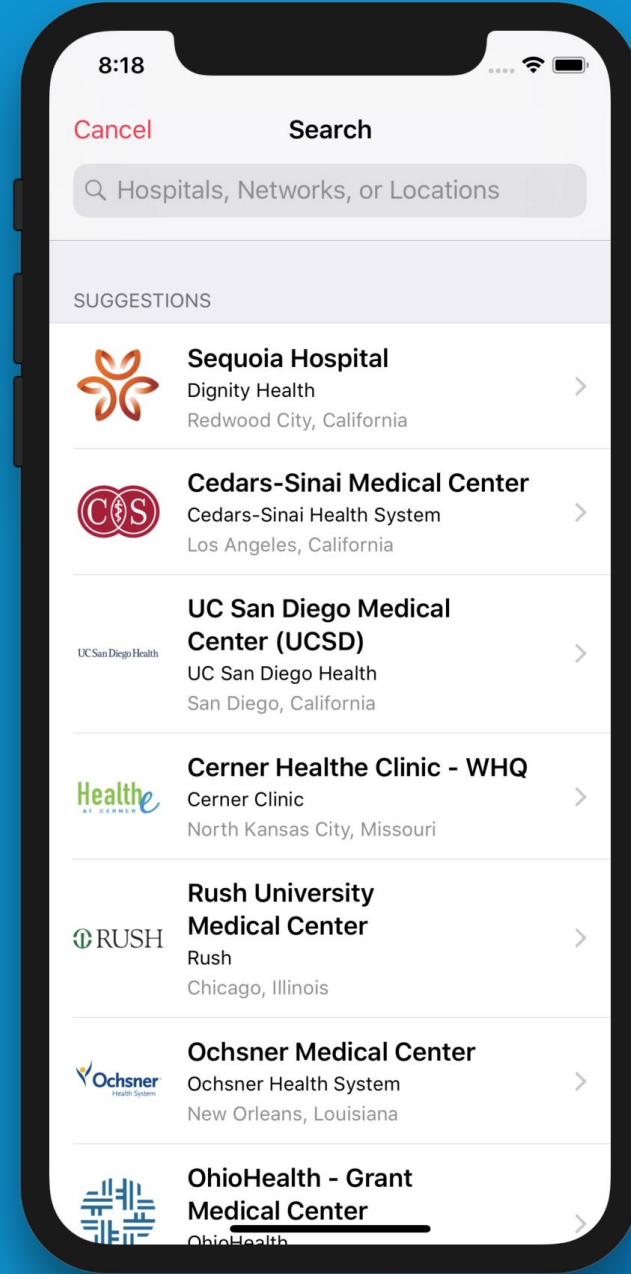 8:18
Cancel
Search
Hospitals, Networks, or Locations
SUGGESTIONS
Sequoia Hospital
Dignity Health
Redwood City, California
CS
Cedars-Sinai Medical Center
Cedars-Sinai Health System
Los Angeles, California
UC San Diego Health
UC San Diego Medical
Center (UCSD)
UC San Diego Health
San Diego, California
Healthe
AT CERNER
Cerner Healthe Clinic - WHQ
Cerner Clinic
North Kansas City, Missouri
RUSH
Rush University
Medical Center
Rush
Chicago, Illinois
Ochsner
Health System
Ochsner Medical Center
Ochsner Health System
New Orleans, Louisiana
OhioHealth - Grant
Medical Center
OhioHealth